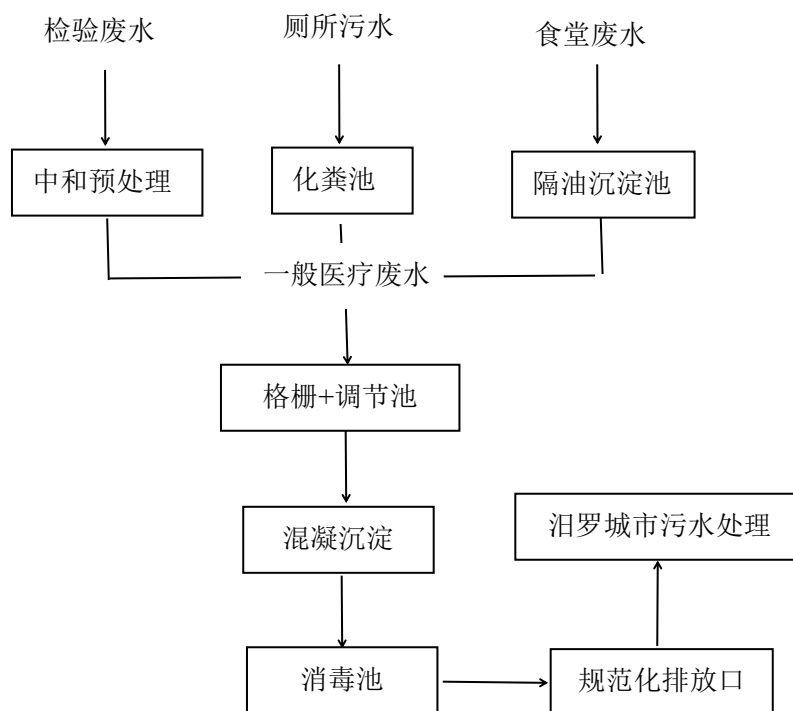 检验废水
厕所污水
食堂废水
中和预处理
化粪池
隔油沉淀池
一般医疗废水
格栅+调节池
混凝沉淀
汨罗城市污水处理
消毒池
规范化排放口